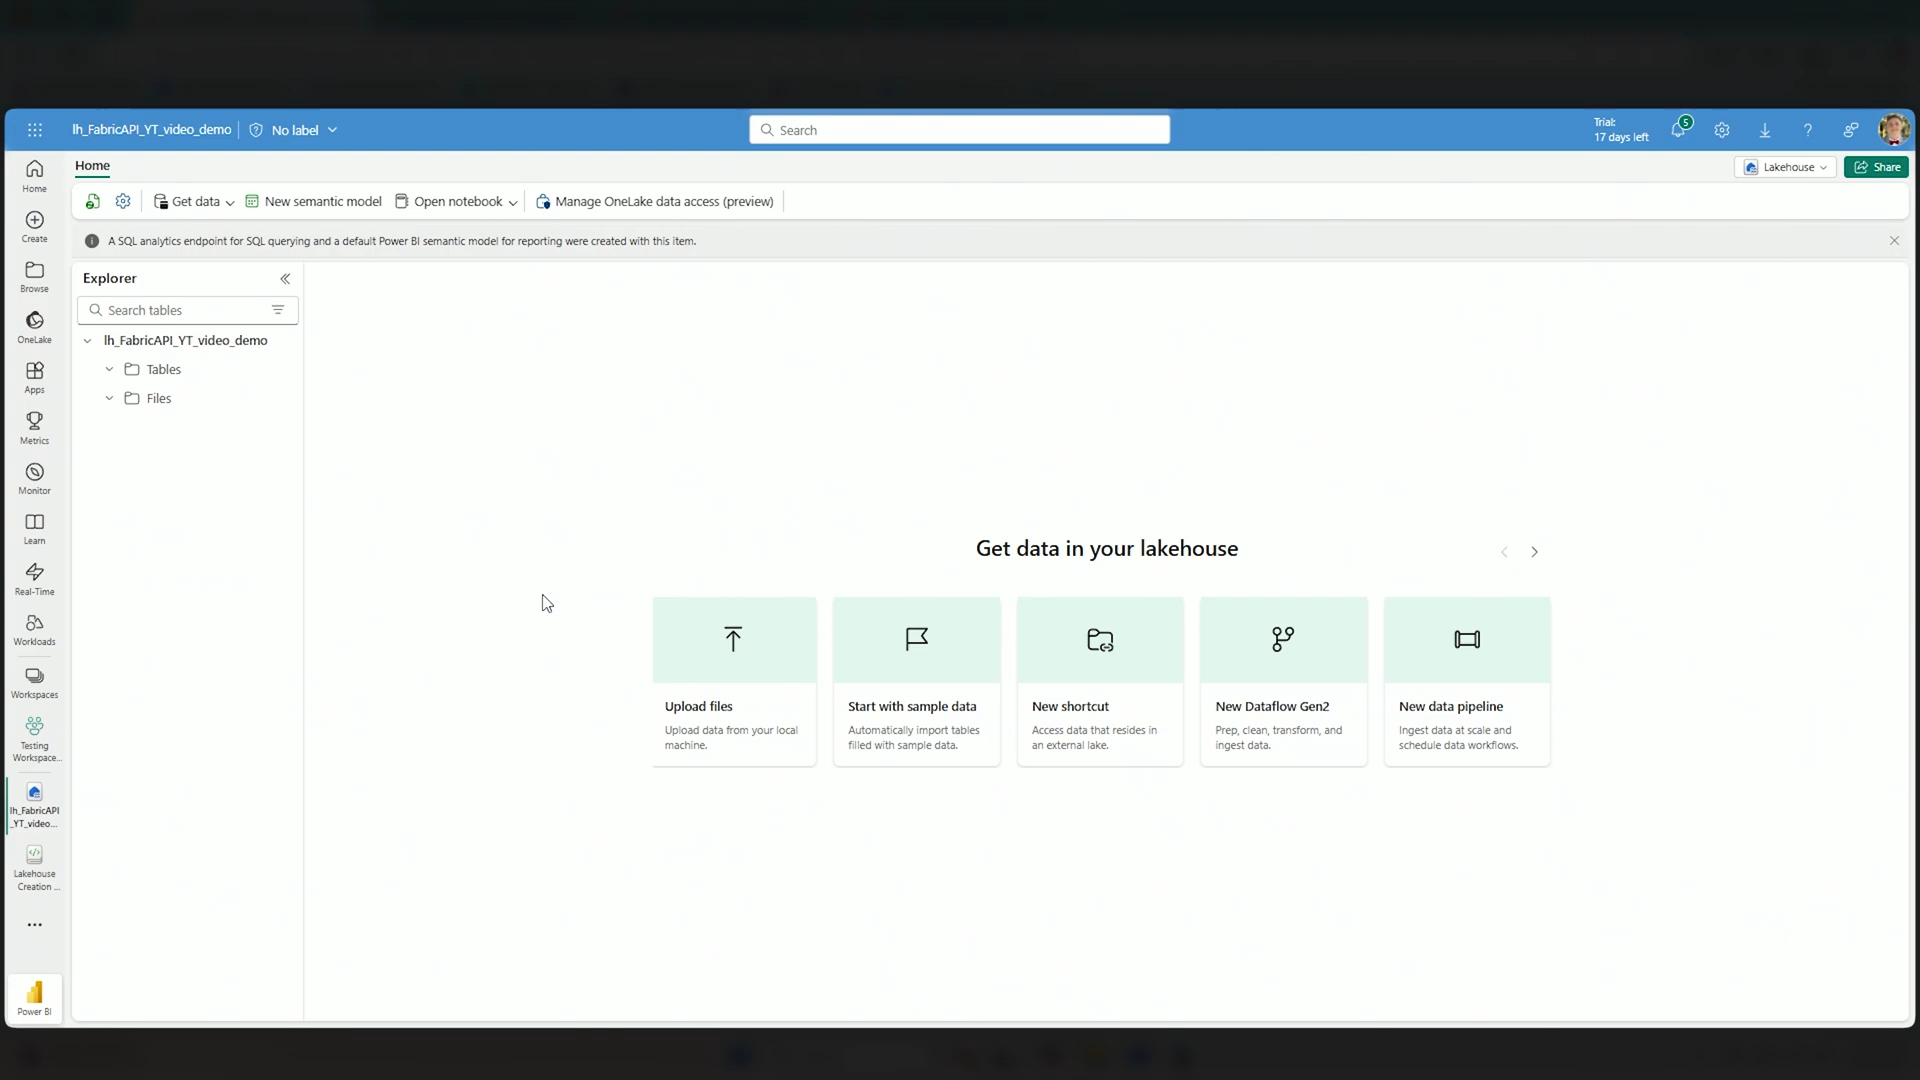 lh_FabricAPI_YT_video_demo
No label
Search
Trial:
17 days left
5
Home
Lakehouse
Share
Get data
New semantic model
Open notebook
Manage OneLake data access (preview)
A SQL analytics endpoint for SQL querying and a default Power BI semantic model for reporting were created with this item.
Home
Create
Browse
OneLake
Apps
Metrics
Monitor
Learn
Real-Time
Workloads
Workspaces
Testing
Workspace...
lh_FabricAPI
_YT_video...
Lakehouse
Creation ...
Power BI
Explorer
Search tables
lh_FabricAPI_YT_video_demo
Tables
Files
Get data in your lakehouse
Upload files
Upload data from your local
machine.
Start with sample data
Automatically import tables
filled with sample data.
New shortcut
Access data that resides in
an external lake.
New Dataflow Gen2
Prep, clean, transform, and
ingest data.
New data pipeline
Ingest data at scale and
schedule data workflows.